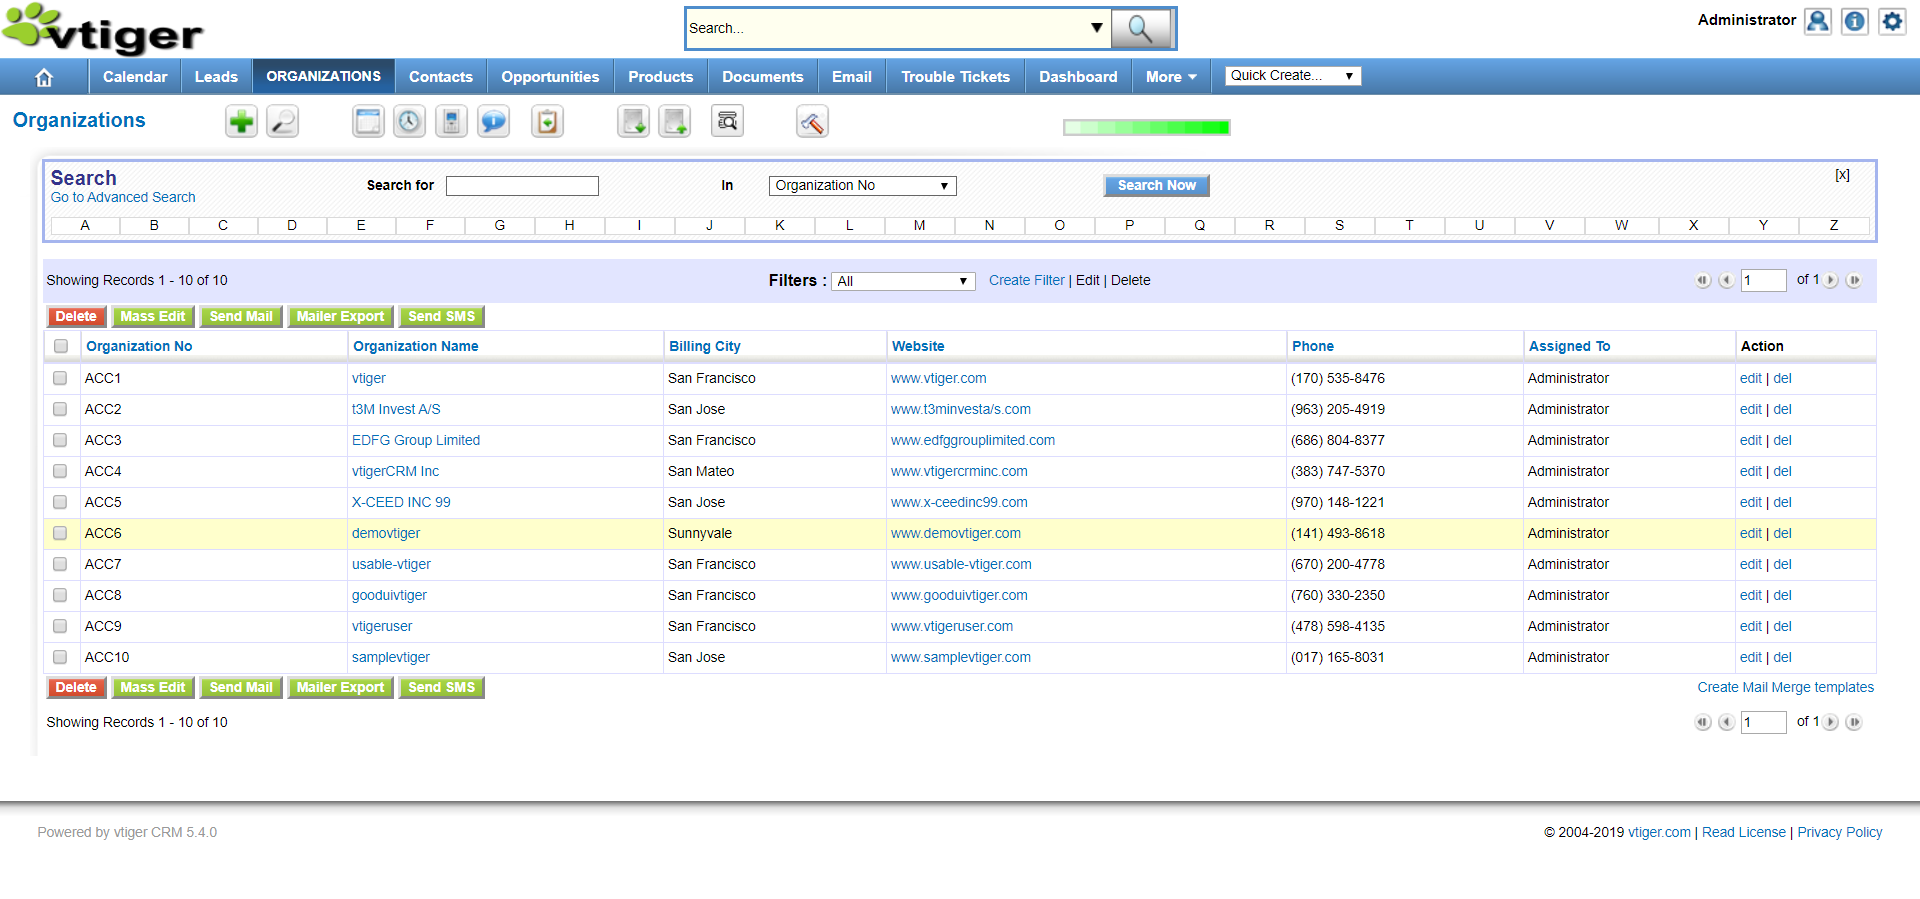 vtiger
Search...
Administrator
Calendar Leads ORGANIZATIONS Contacts Opportunities Products Documents Email Trouble Tickets Dashboard More Quick Create...
Organizations
Search
Go to Advanced Search
Search for In Organization No Search Now [x]
A B C D E F G H I J K L M N O P Q R S T U V W X Y Z
Showing Records 1 - 10 of 10 Filters : All Create Filter | Edit | Delete 1 of 1
Delete Mass Edit Send Mail Mailer Export Send SMS
Organization No Organization Name Billing City Website Phone Assigned To Action
ACC1 vtiger San Francisco www.vtiger.com (170) 535-8476 Administrator edit | del
ACC2 t3M Invest A/S San Jose www.t3minvesta/s.com (963) 205-4919 Administrator edit | del
ACC3 EDFG Group Limited San Francisco www.edfggrouplimited.com (686) 804-8377 Administrator edit | del
ACC4 vtigerCRM Inc San Mateo www.vtigercrminc.com (383) 747-5370 Administrator edit | del
ACC5 X-CEED INC 99 San Jose www.x-ceedinc99.com (970) 148-1221 Administrator edit | del
ACC6 demovtiger Sunnyvale www.demovtiger.com (141) 493-8618 Administrator edit | del
ACC7 usable-vtiger San Francisco www.usable-vtiger.com (670) 200-4778 Administrator edit | del
ACC8 gooduivtiger San Francisco www.gooduivtiger.com (760) 330-2350 Administrator edit | del
ACC9 vtigeruser San Francisco www.vtigeruser.com (478) 598-4135 Administrator edit | del
ACC10 samplevtiger San Jose www.samplevtiger.com (017) 165-8031 Administrator edit | del
Delete Mass Edit Send Mail Mailer Export Send SMS Create Mail Merge templates
Showing Records 1 - 10 of 10 1 of 1
Powered by vtiger CRM 5.4.0 © 2004-2019 vtiger.com | Read License | Privacy Policy